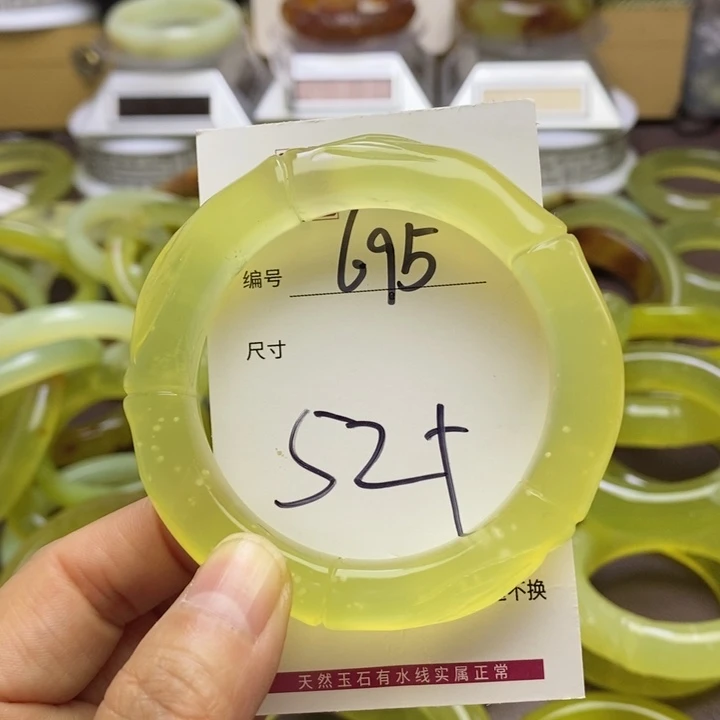 编号 695
尺寸
52+
不换
天然玉石有水线实属正常